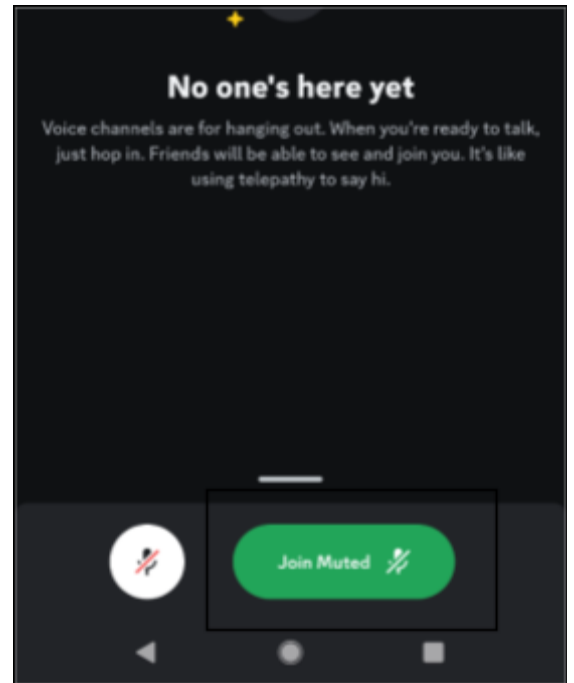 No one's here yet
Voice channels are for hanging out. When you're ready to talk,
just hop in. Friends will be able to see and join you. It's like
using telepathy to say hi.
Join Muted